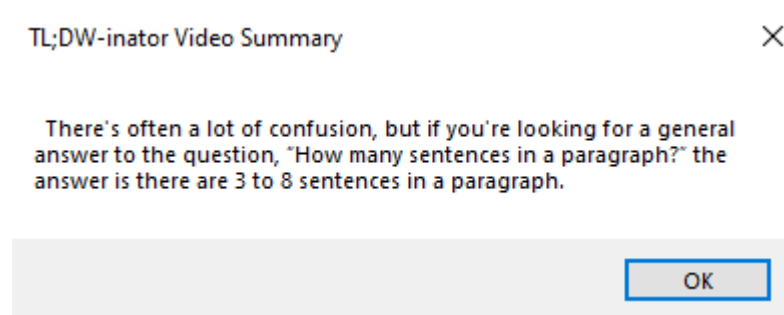 TL;DW-inator Video Summary
There's often a lot of confusion, but if you're looking for a general
answer to the question, "How many sentences in a paragraph?" the
answer is there are 3 to 8 sentences in a paragraph.
OK